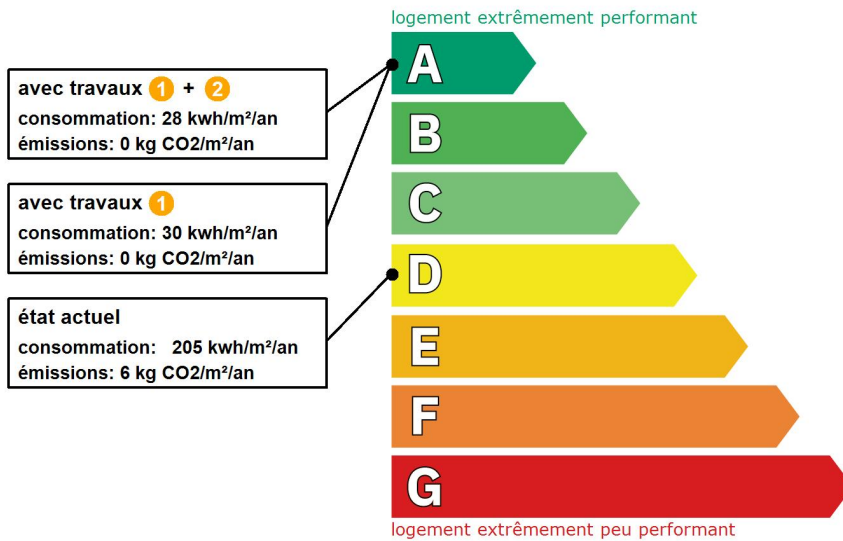 logement extrêmement performant
avec travaux 1 + 2
consommation: 28 kwh/m²/an
émissions: 0 kg CO2/m²/an
avec travaux 1
consommation: 30 kwh/m²/an
émissions: 0 kg CO2/m²/an
état actuel
consommation: 205 kwh/m²/an
émissions: 6 kg CO2/m²/an
A
B
C
D
E
F
G
logement extrêmement peu performant